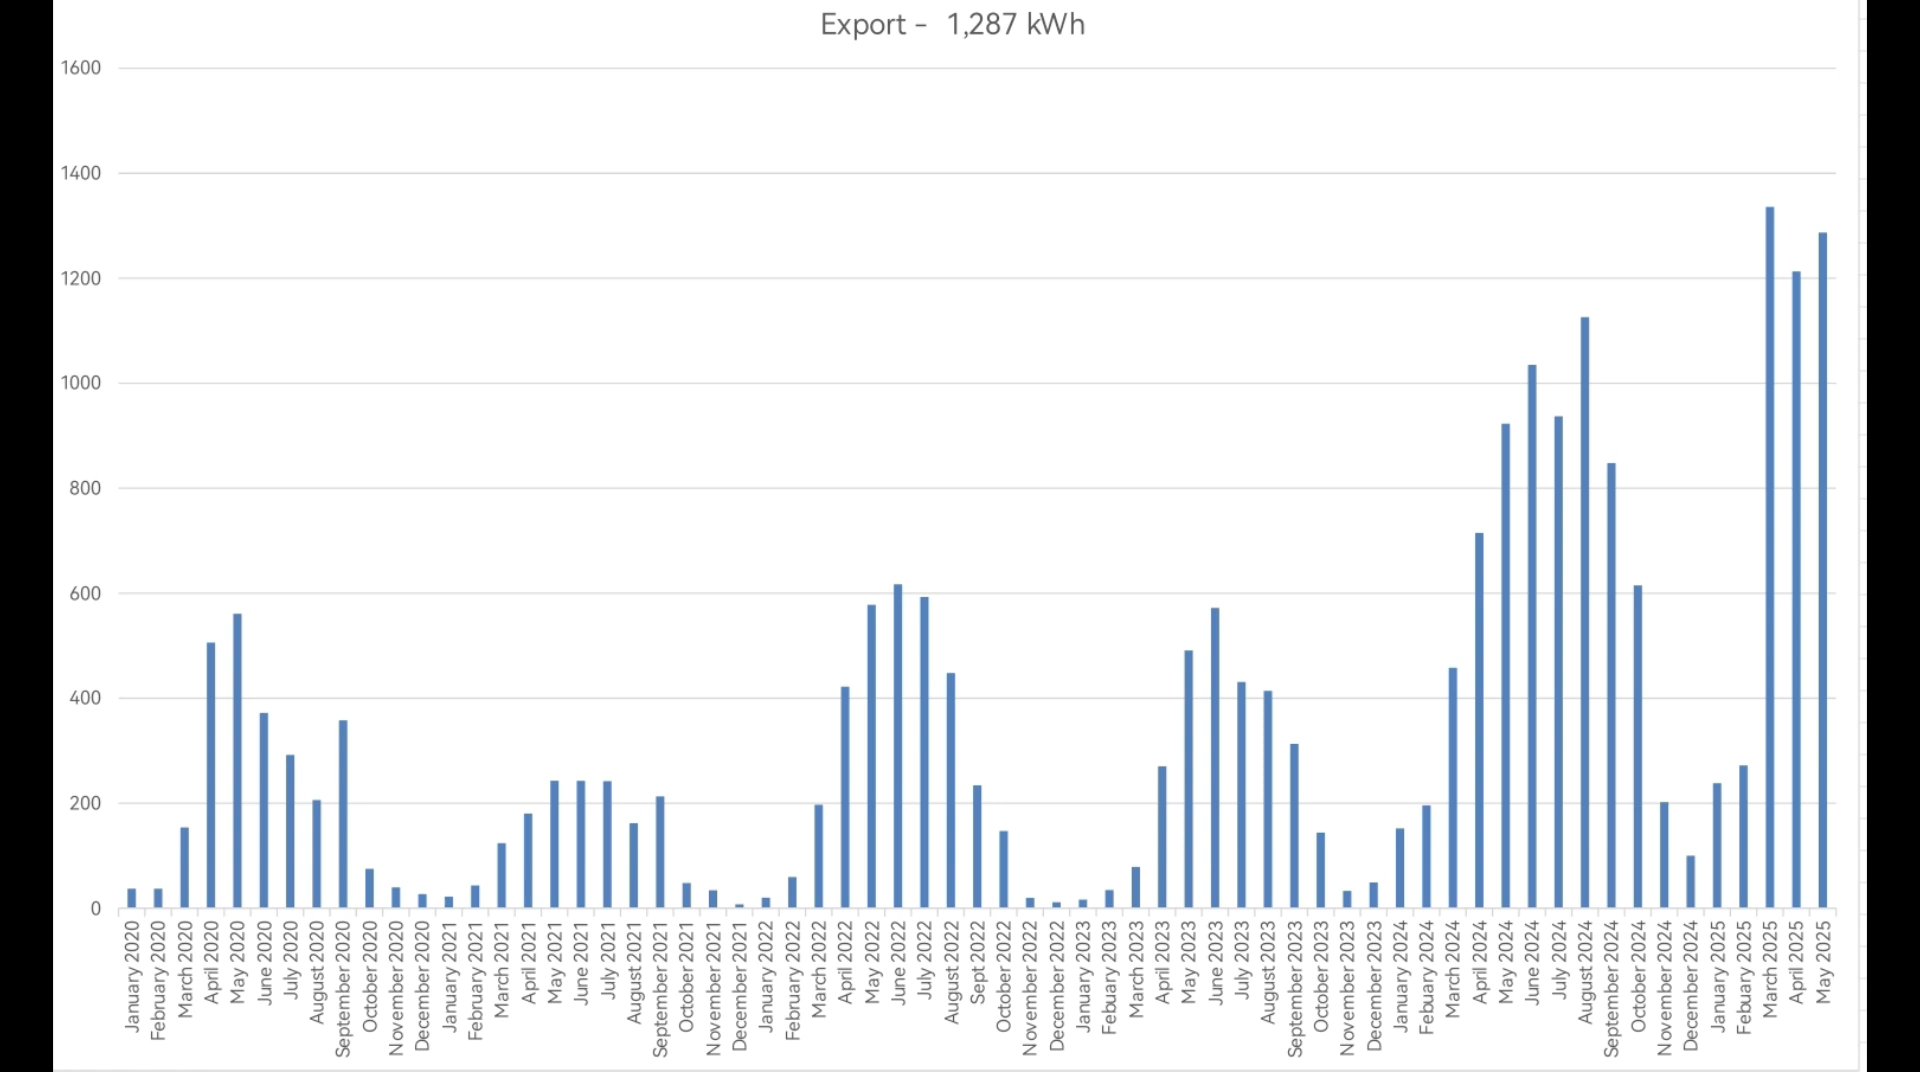 Export - 1,287 kWh
1600
1400
1200
1000
800
600
400
200
0
January 2020
February 2020
March 2020
April 2020
May 2020
June 2020
July 2020
August 2020
September 2020
October 2020
November 2020
December 2020
January 2021
February 2021
March 2021
April 2021
May 2021
June 2021
July 2021
August 2021
September 2021
October 2021
November 2021
December 2021
January 2022
February 2022
March 2022
April 2022
May 2022
June 2022
July 2022
August 2022
Sept 2022
October 2022
November 2022
December 2022
January 2023
Febuary 2023
March 2023
April 2023
May 2023
June 2023
July 2023
August 2023
September 2023
October 2023
November 2023
December 2023
January 2024
Febuary 2024
March 2024
April 2024
May 2024
June 2024
July 2024
August 2024
September 2024
October 2024
November 2024
December 2024
January 2025
Febuary 2025
March 2025
April 2025
May 2025